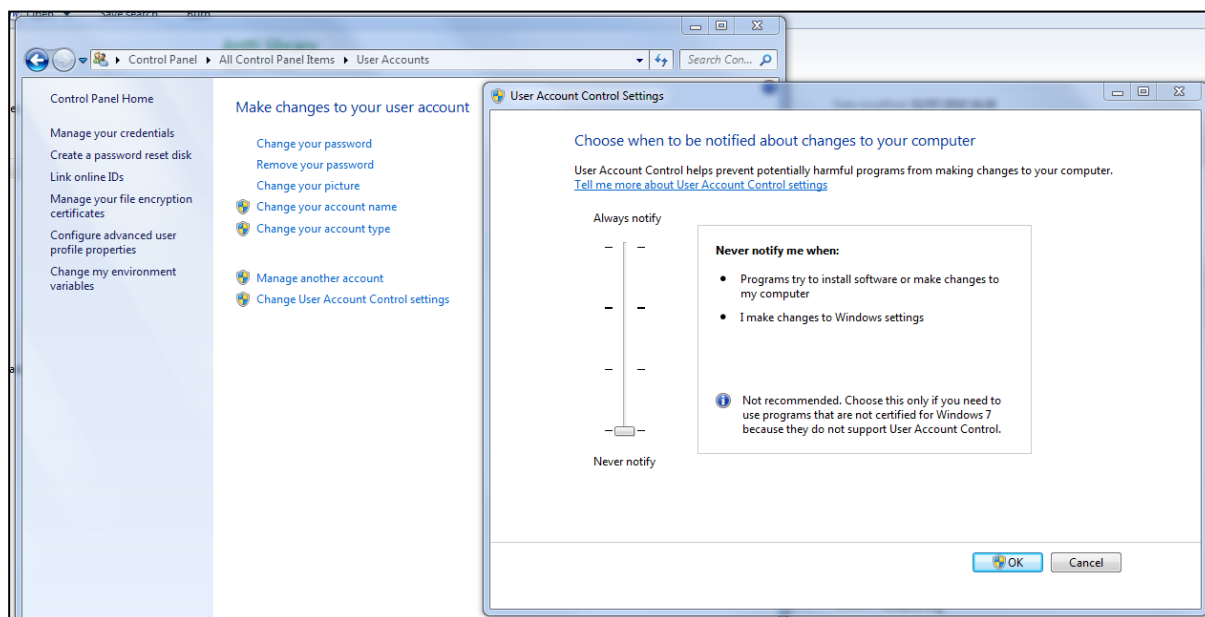 Open Save search Burn
Control Panel All Control Panel Items User Accounts Search Con...
Control Panel Home
Manage your credentials
Create a password reset disk
Link online IDs
Manage your file encryption
certificates
Configure advanced user
profile properties
Change my environment
variables
Make changes to your user account
Change your password
Remove your password
Change your picture
Change your account name
Change your account type
Manage another account
Change User Account Control settings
User Account Control Settings
Choose when to be notified about changes to your computer
User Account Control helps prevent potentially harmful programs from making changes to your computer.
Tell me more about User Account Control settings
Always notify
Never notify me when:
• Programs try to install software or make changes to
my computer
• I make changes to Windows settings
Not recommended. Choose this only if you need to
use programs that are not certified for Windows 7
because they do not support User Account Control.
Never notify
OK
Cancel